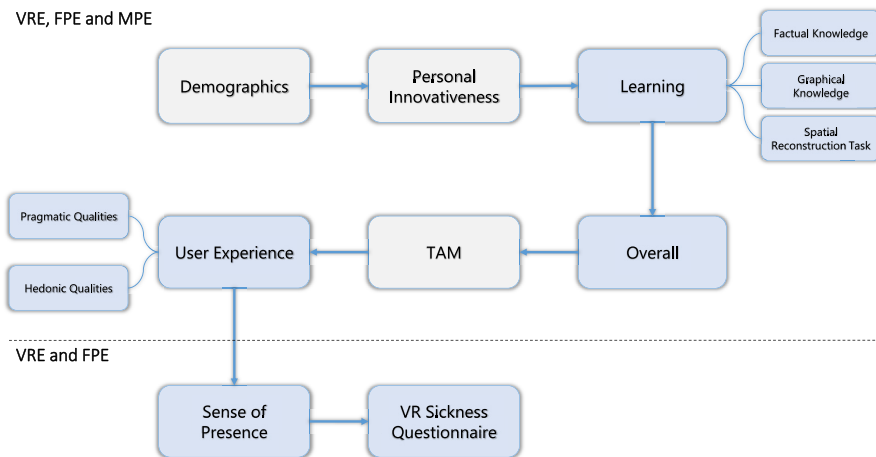 VRE, FPE and MPE
Demographics
Personal
Innovativeness
Learning
Factual Knowledge
Graphical
Knowledge
Spatial
Reconstruction Task
Pragmatic Qualities
Hedonic Qualities
User Experience
TAM
Overall
VRE and FPE
Sense of
Presence
VR Sickness
Questionnaire